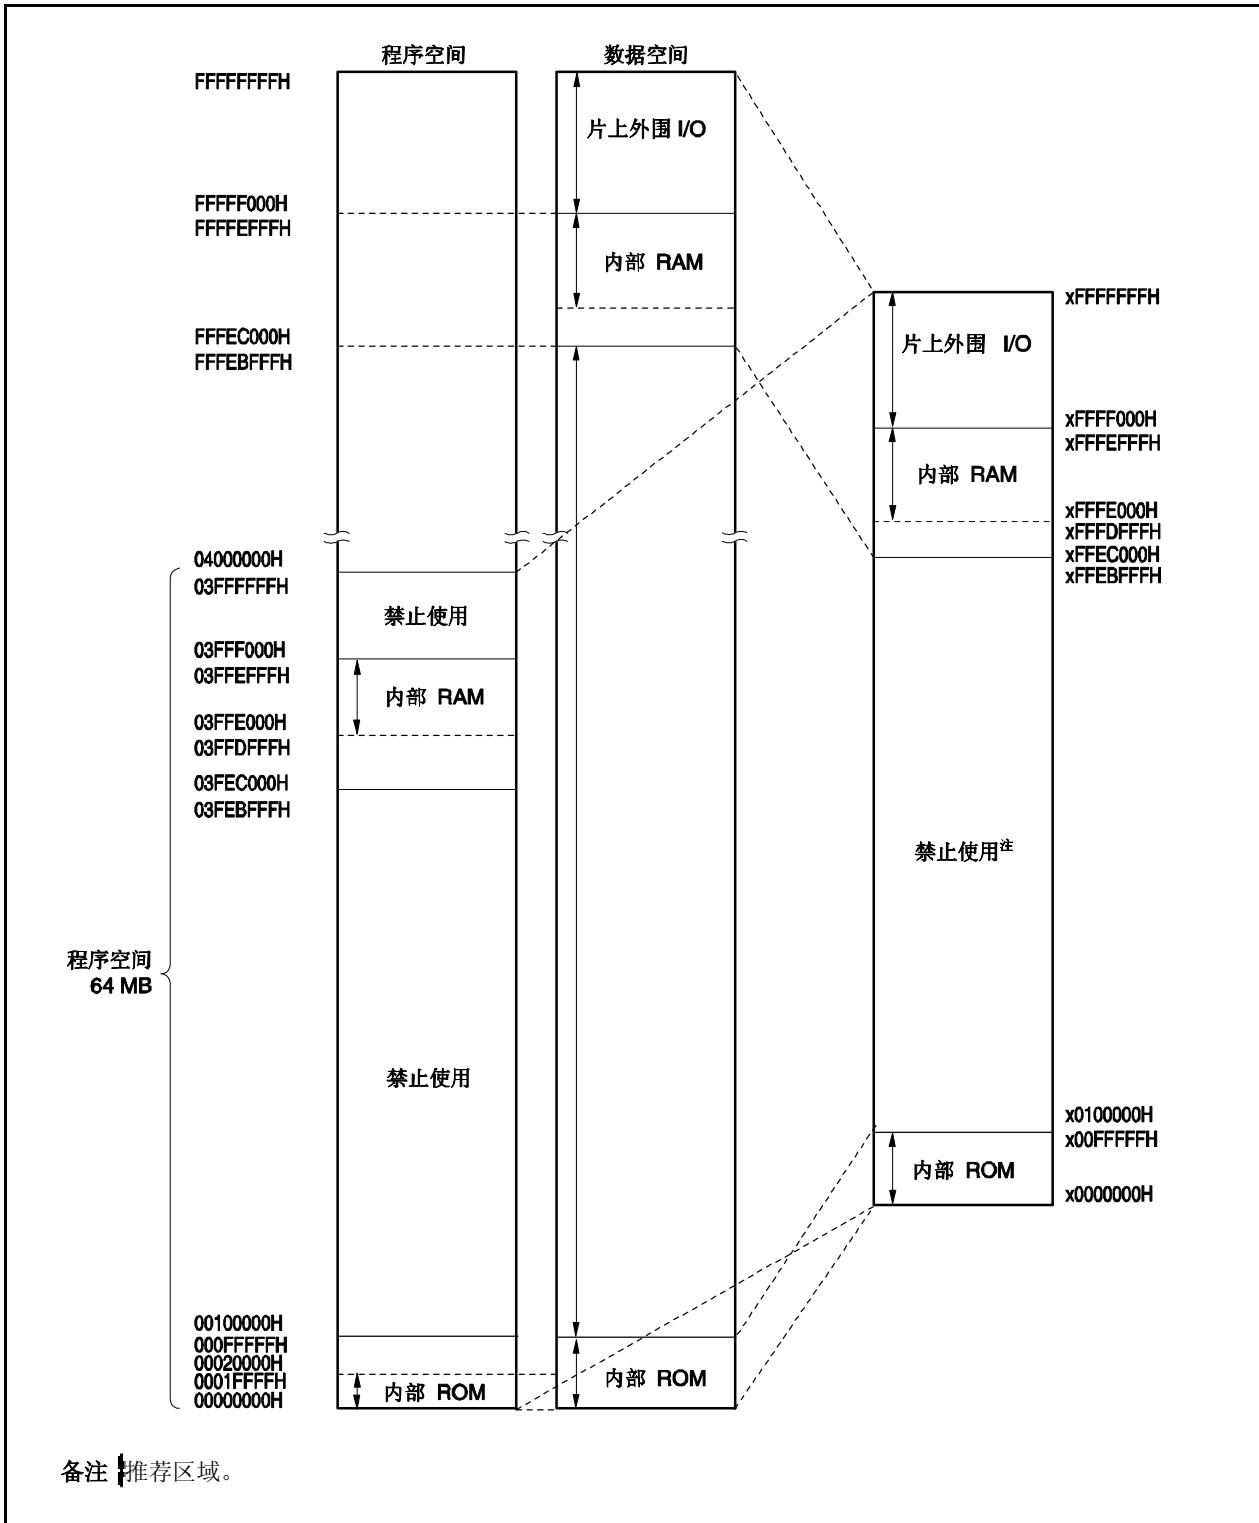 程序空间
数据空间
FFFFFFFFH
片上外围 I/O
FFFFF000H
FFFFEFFFH
内部 RAM
FFFEC000H
FFFEBFFFH
04000000H
03FFFFFFH
禁止使用
03FFF000H
03FFEFFFH
内部 RAM
03FFE000H
03FFDFFFH
03FEC000H
03FEBFFFH
程序空间
64 MB
禁止使用
00100000H
000FFFFFH
00020000H
0001FFFFH
00000000H
内部 ROM
内部 ROM
xFFFFFFFH
片上外围 I/O
xFFFF000H
xFFFEFFFH
内部 RAM
xFFFE000H
xFFFDFFFH
xFFEC000H
xFFEBFFFH
禁止使用注
x0100000H
x00FFFFFH
内部 ROM
x0000000H
备注 推荐区域。